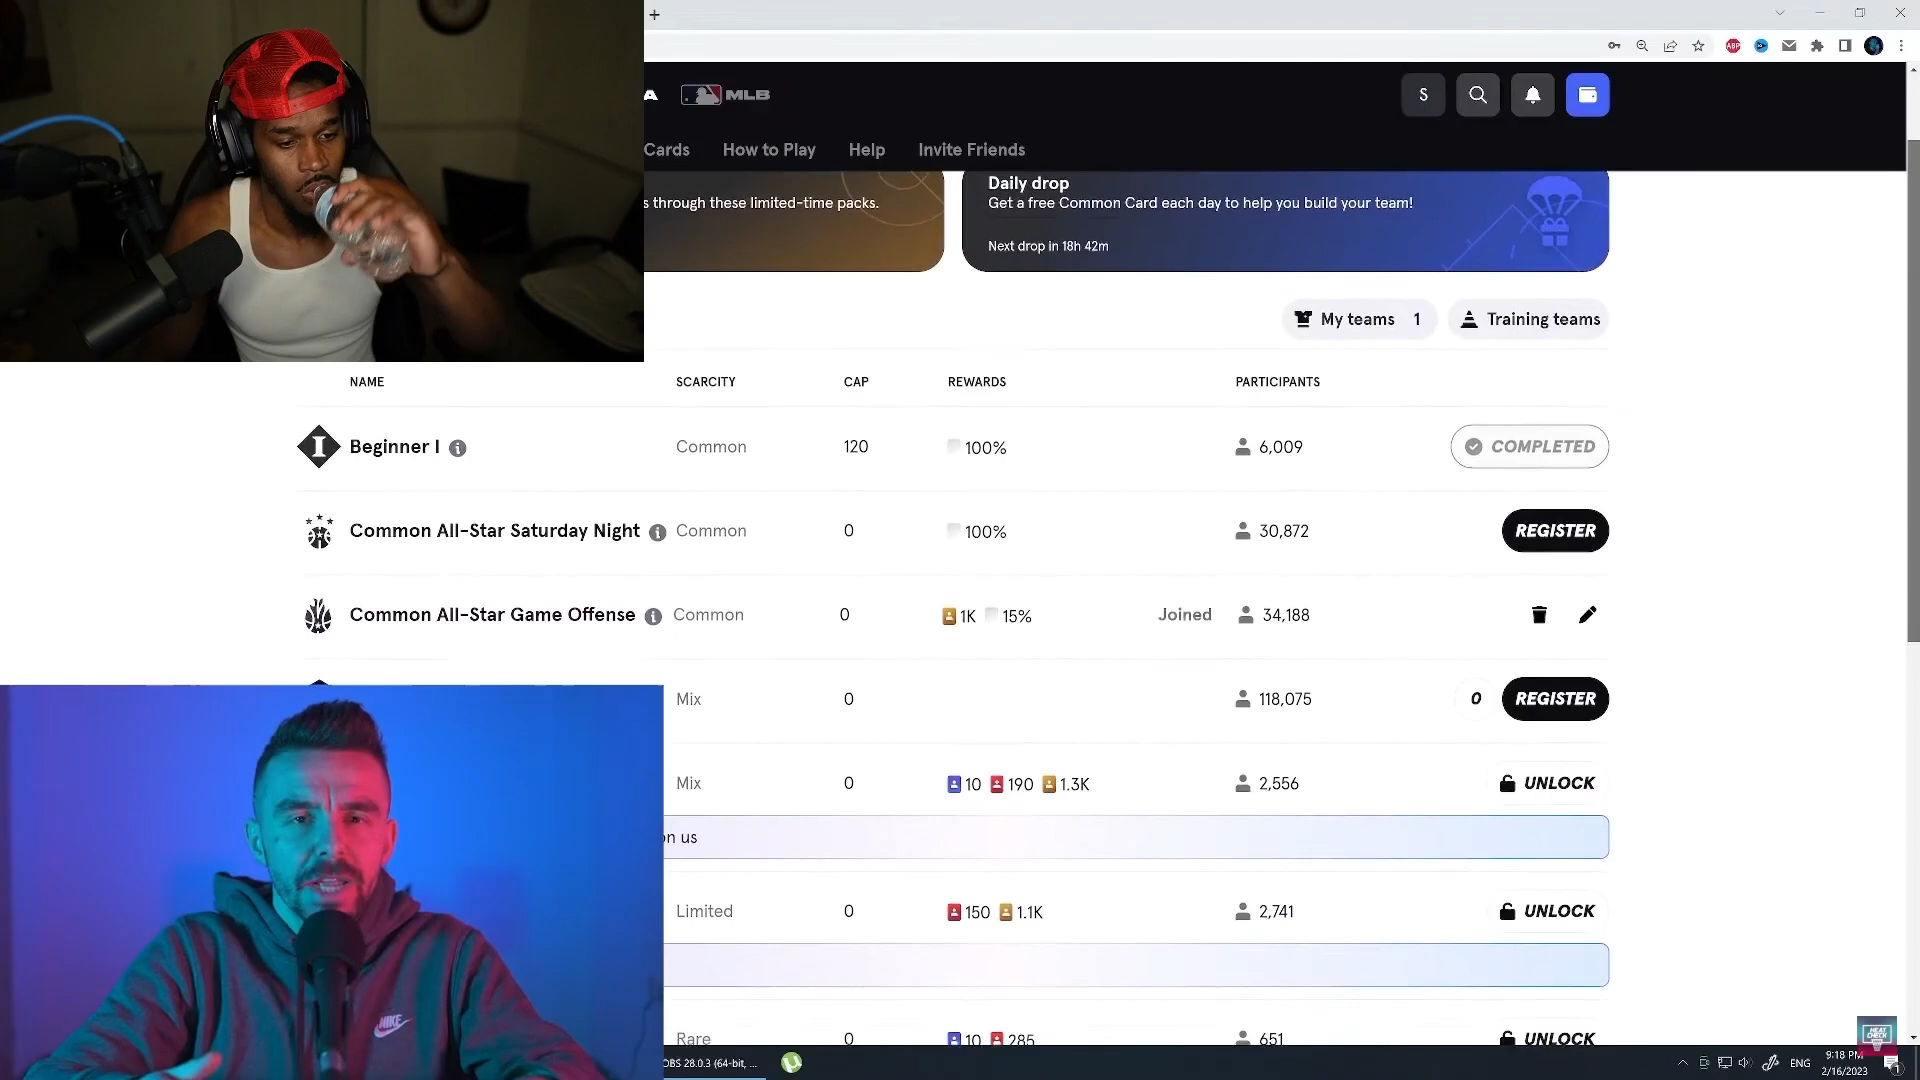 A MLB
S
Cards How to Play Help Invite Friends
s through these limited-time packs.
Daily drop
Get a free Common Card each day to help you build your team!
Next drop in 18h 42m
My teams 1 Training teams
NAME SCARCITY CAP REWARDS PARTICIPANTS
I Beginner I Common 120 100% 6,009 COMPLETED
Common All-Star Saturday Night Common 0 100% 30,872 REGISTER
Common All-Star Game Offense Common 0 1K 15% Joined 34,188
Mix 0 118,075 0 REGISTER
Mix 0 10 190 1.3K 2,556 UNLOCK
on us
Limited 0 150 1.1K 2,741 UNLOCK
Rare 0 10 285 651 UNLOCK
NIKE
HEAT CHECK
OBS 28.0.3 (64-bit, ...
ENG
9:18 PM
2/16/2023
1
ABP